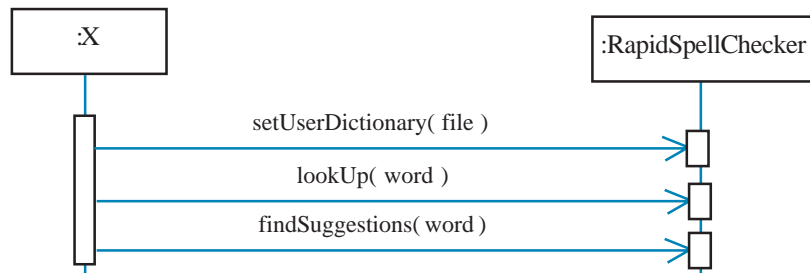 :X
:RapidSpellChecker
setUserDictionary( file )
lookUp( word )
findSuggestions( word )